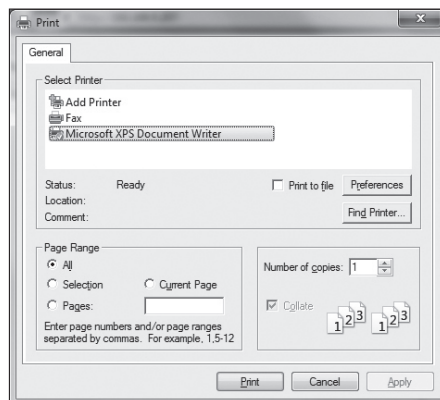 Print
x
General
Select Printer
Add Printer
Fax
Microsoft XPS Document Writer
Status: Ready
Print to file
Preferences
Location:
Comment:
Find Printer...
Page Range
All
Selection
Current Page
Pages:
Enter page numbers and/or page ranges
separated by commas. For example, 1,5-12
Number of copies: 1
Collate
1 2 3 1 2 3
Print Cancel Apply